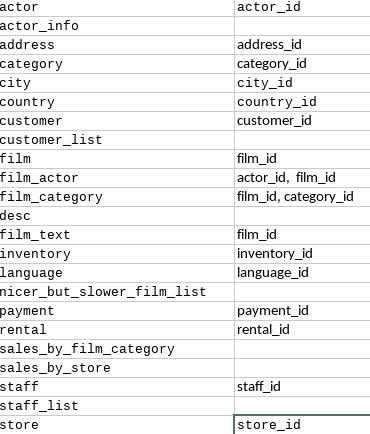 actor actor_id
actor_info
address address_id
category category_id
city city_id
country country_id
customer customer_id
customer_list
film film_id
film_actor actor_id, film_id
film_category film_id, category_id
desc
film_text film_id
inventory inventory_id
language language_id
nicer_but_slower_film_list
payment payment_id
rental rental_id
sales_by_film_category
sales_by_store
staff staff_id
staff_list
store store_id